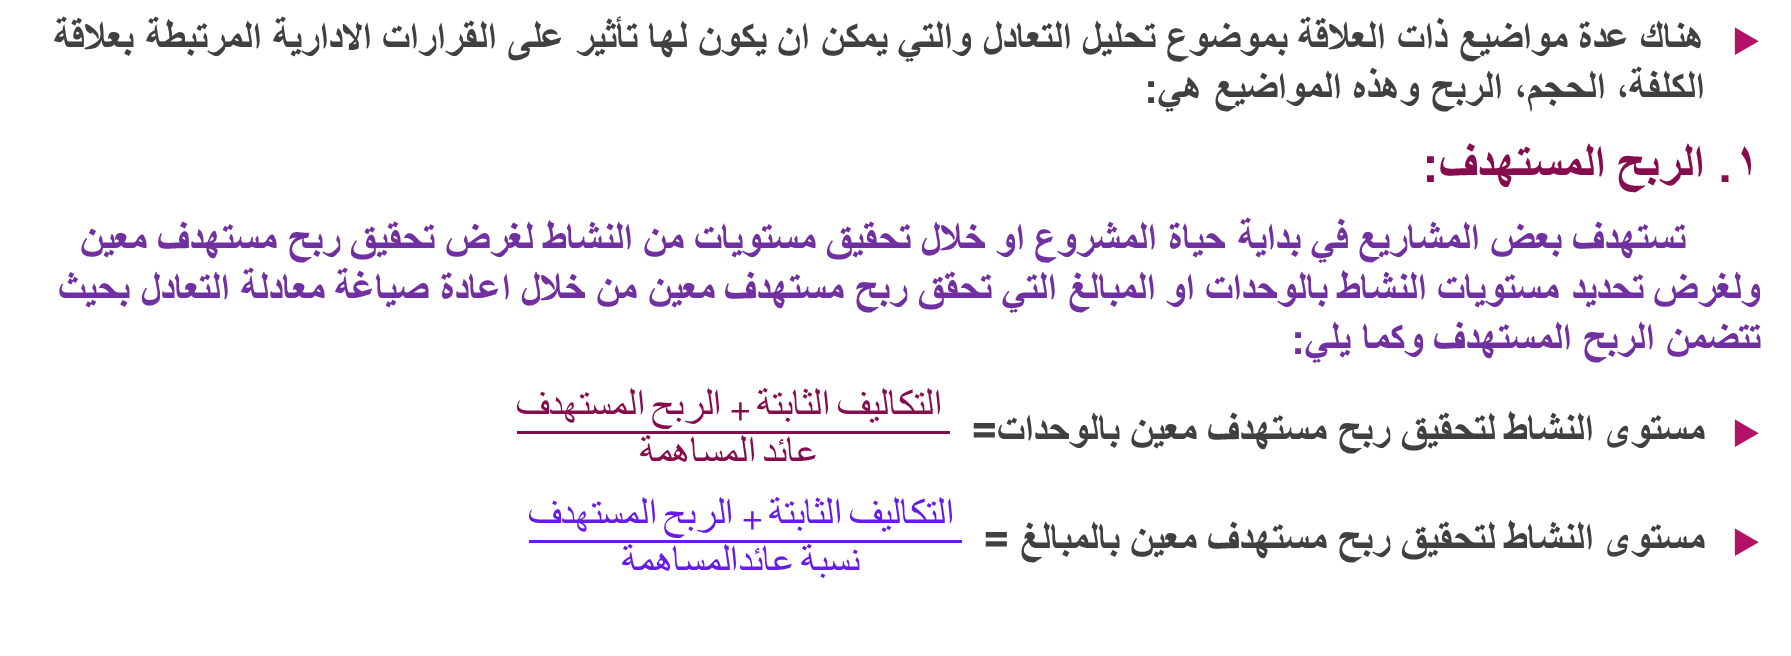 هناك عدة مواضيع ذات العلاقة بموضوع تحليل التعادل والتي يمكن ان يكون لها تأثير على القرارات الادارية المرتبطة بعلاقة
الكلفة، الحجم، الربح وهذه المواضيع هي:
١. الربح المستهدف:
تستهدف بعض المشاريع في بداية حياة المشروع او خلال تحقيق مستويات من النشاط لغرض تحقيق ربح مستهدف معين
ولغرض تحديد مستويات النشاط بالوحدات او المبالغ التي تحقق ربح مستهدف معين من خلال اعادة صياغة معادلة التعادل بحيث
تتضمن الربح المستهدف وكما يلي:
مستوى النشاط لتحقيق ربح مستهدف معين بالوحدات=
التكاليف الثابتة + الربح المستهدف
عائد المساهمة
مستوى النشاط لتحقيق ربح مستهدف معين بالمبالغ =
التكاليف الثابتة + الربح المستهدف
نسبة عائدالمساهمة